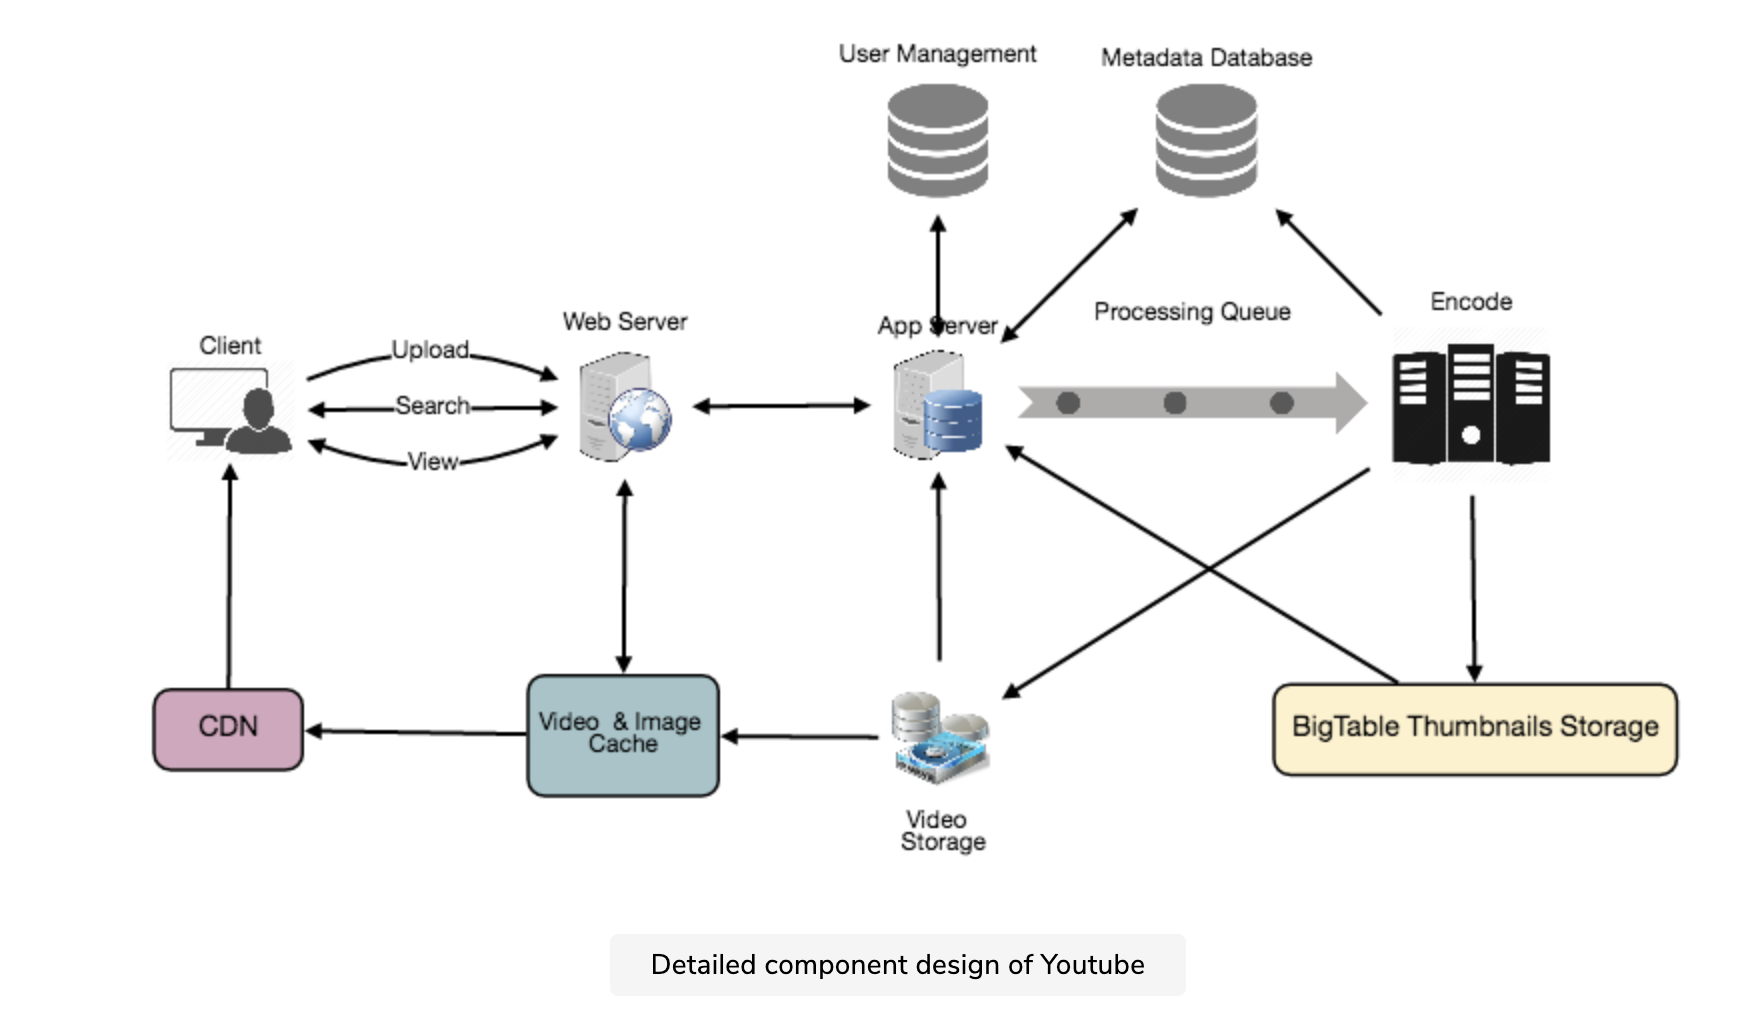 User Management
Metadata Database
Processing Queue
Encode
Web Server
App Server
Client
Upload
Search
View
CDN
Video & Image
Cache
BigTable Thumbnails Storage
Video
Storage
Detailed component design of Youtube